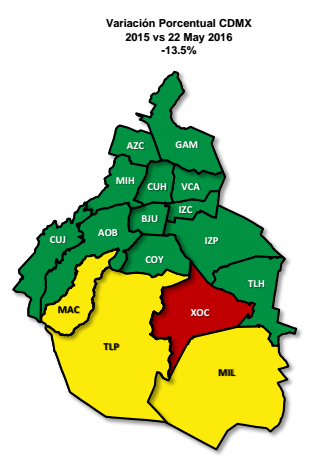 Variación Porcentual CDMX
2015 vs 22 May 2016
-13.5%
AZC
GAM
MIH
CUH
VCA
IZC
BJU
AOB
CUJ
IZP
COY
TLH
MAC
XOC
TLP
MIL